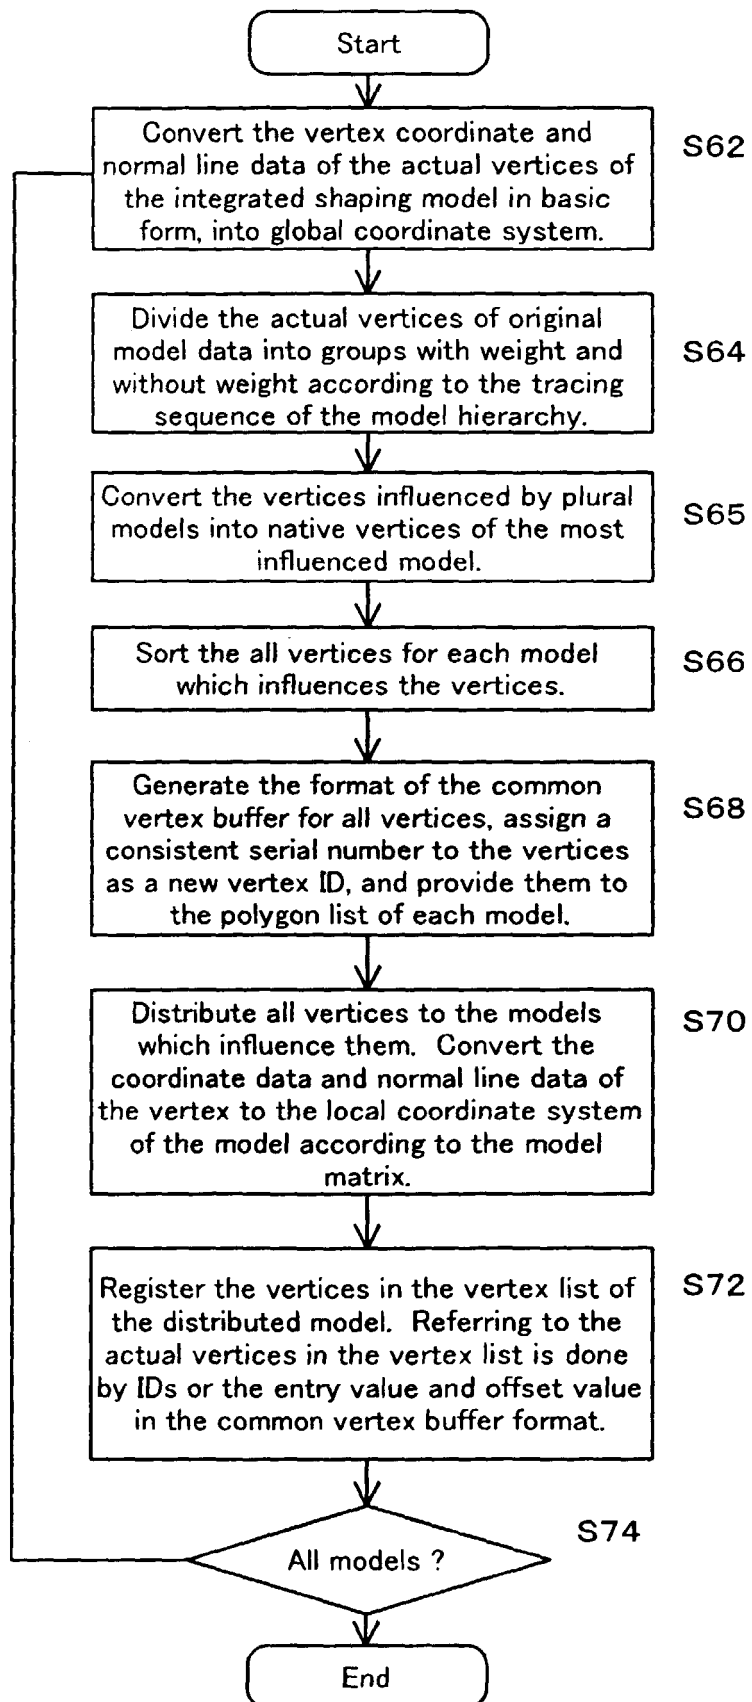 Start
Convert the vertex coordinate and
normal line data of the actual vertices of
the integrated shaping model in basic
form, into global coordinate system.
S62
Divide the actual vertices of original
model data into groups with weight and
without weight according to the tracing
sequence of the model hierarchy.
S64
Convert the vertices influenced by plural
models into native vertices of the most
influenced model.
S65
Sort the all vertices for each model
which influences the vertices.
S66
Generate the format of the common
vertex buffer for all vertices, assign a
consistent serial number to the vertices
as a new vertex ID, and provide them to
the polygon list of each model.
S68
Distribute all vertices to the models
which influence them. Convert the
coordinate data and normal line data of
the vertex to the local coordinate system
of the model according to the model
matrix.
S70
Register the vertices in the vertex list of
the distributed model. Referring to the
actual vertices in the vertex list is done
by IDs or the entry value and offset value
in the common vertex buffer format.
S72
All models ?
S74
End